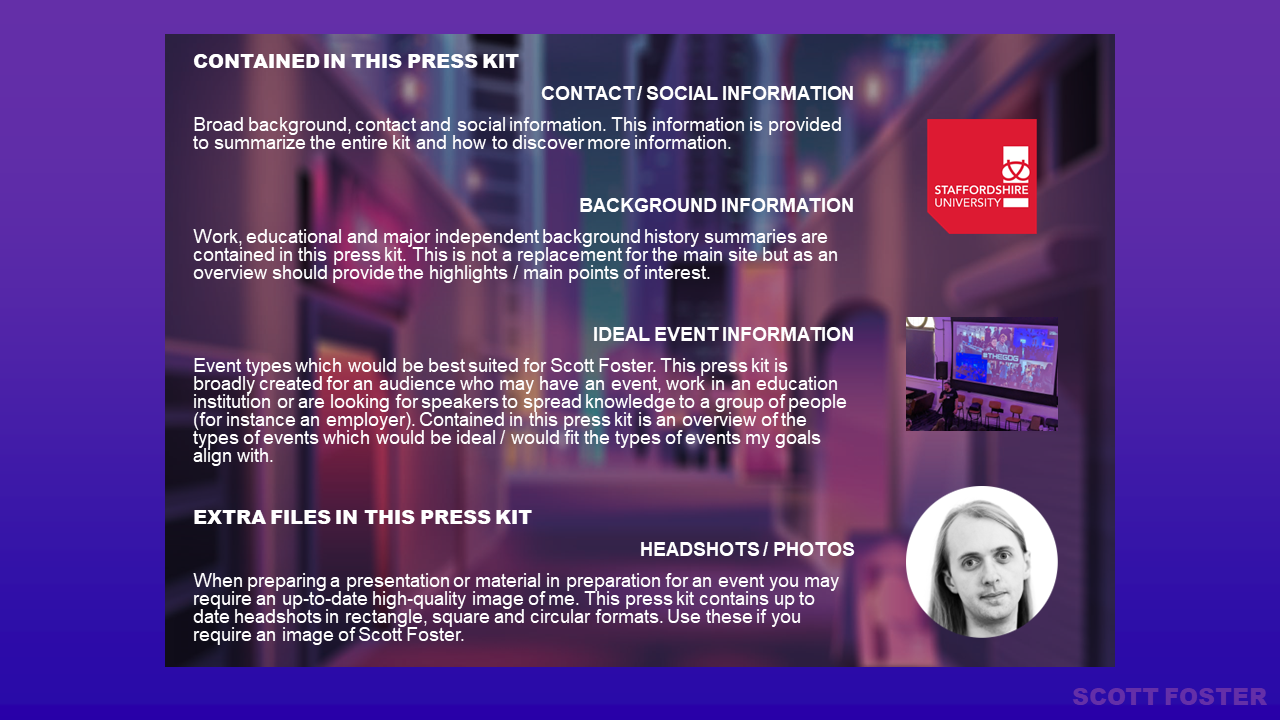 CONTAINED IN THIS PRESS KIT
CONTACT / SOCIAL INFORMATION
Broad background, contact and social information. This information is provided
to summarize the entire kit and how to discover more information.
STAFFORDSHIRE
UNIVERSITY
BACKGROUND INFORMATION
Work, educational and major independent background history summaries are
contained in this press kit. This is not a replacement for the main site but as an
overview should provide the highlights / main points of interest.
IDEAL EVENT INFORMATION
Event types which would be best suited for Scott Foster. This press kit is
broadly created for an audience who may have an event, work in an education
institution or are looking for speakers to spread knowledge to a group of people
(for instance an employer). Contained in this press kit is an overview of the
types of events which would be ideal / would fit the types of events my goals
align with.
#THEGDG
EXTRA FILES IN THIS PRESS KIT
HEADSHOTS / PHOTOS
When preparing a presentation or material in preparation for an event you may
require an up-to-date high-quality image of me. This press kit contains up to
date headshots in rectangle, square and circular formats. Use these if you
require an image of Scott Foster.
SCOTT FOSTER